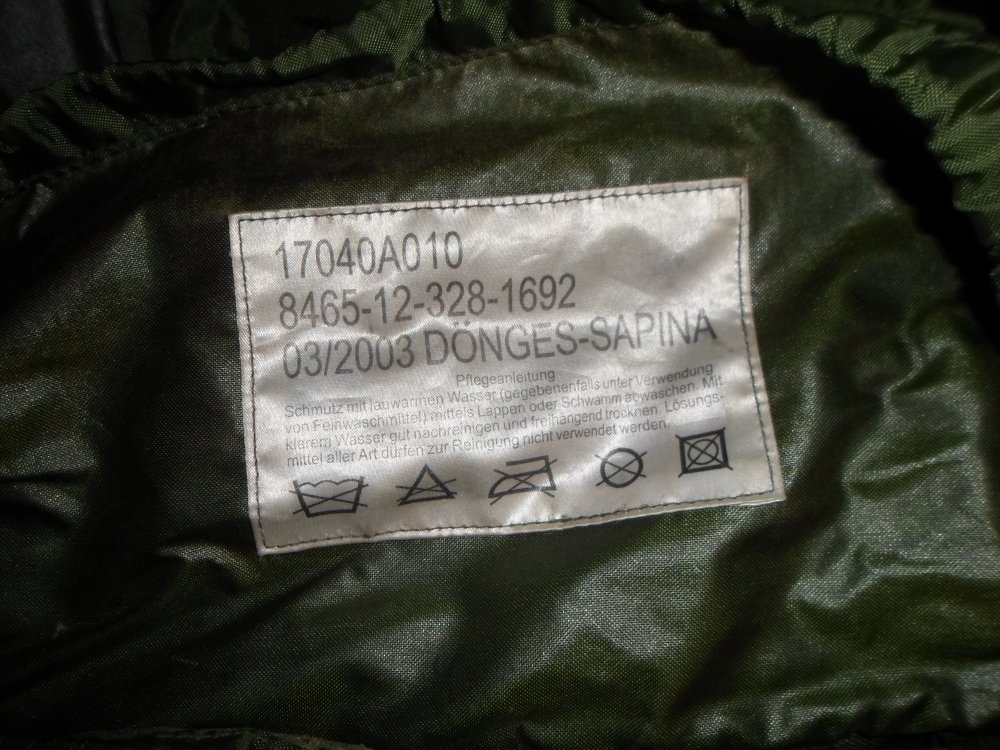 17040A010
8465-12-328-1692
03/2003 DÖNGES-SAPINA
Pflegeanleitung
Schmutz mit lauwarmen Wasser (gegebenenfalls unter Verwendung
von Feinwaschmittel) mittels Lappen oder Schwamm abwaschen. Mit
klarem Wasser gut nachreinigen und freihängend trocknen. Lösungs-
mittel aller Art dürfen zur Reinigung nicht verwendet werden.